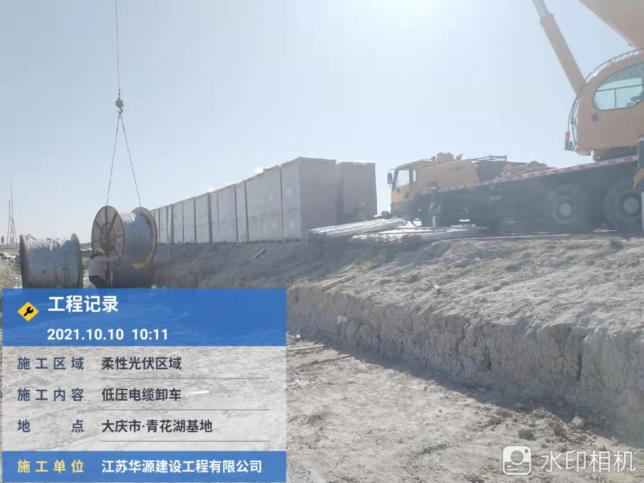 工程记录
2021.10.10 10:11
施工区域 柔性光伏区域
施工内容 低压电缆卸车
地点 大庆市·青花湖基地
施工单位 江苏华源建设工程有限公司
水印相机